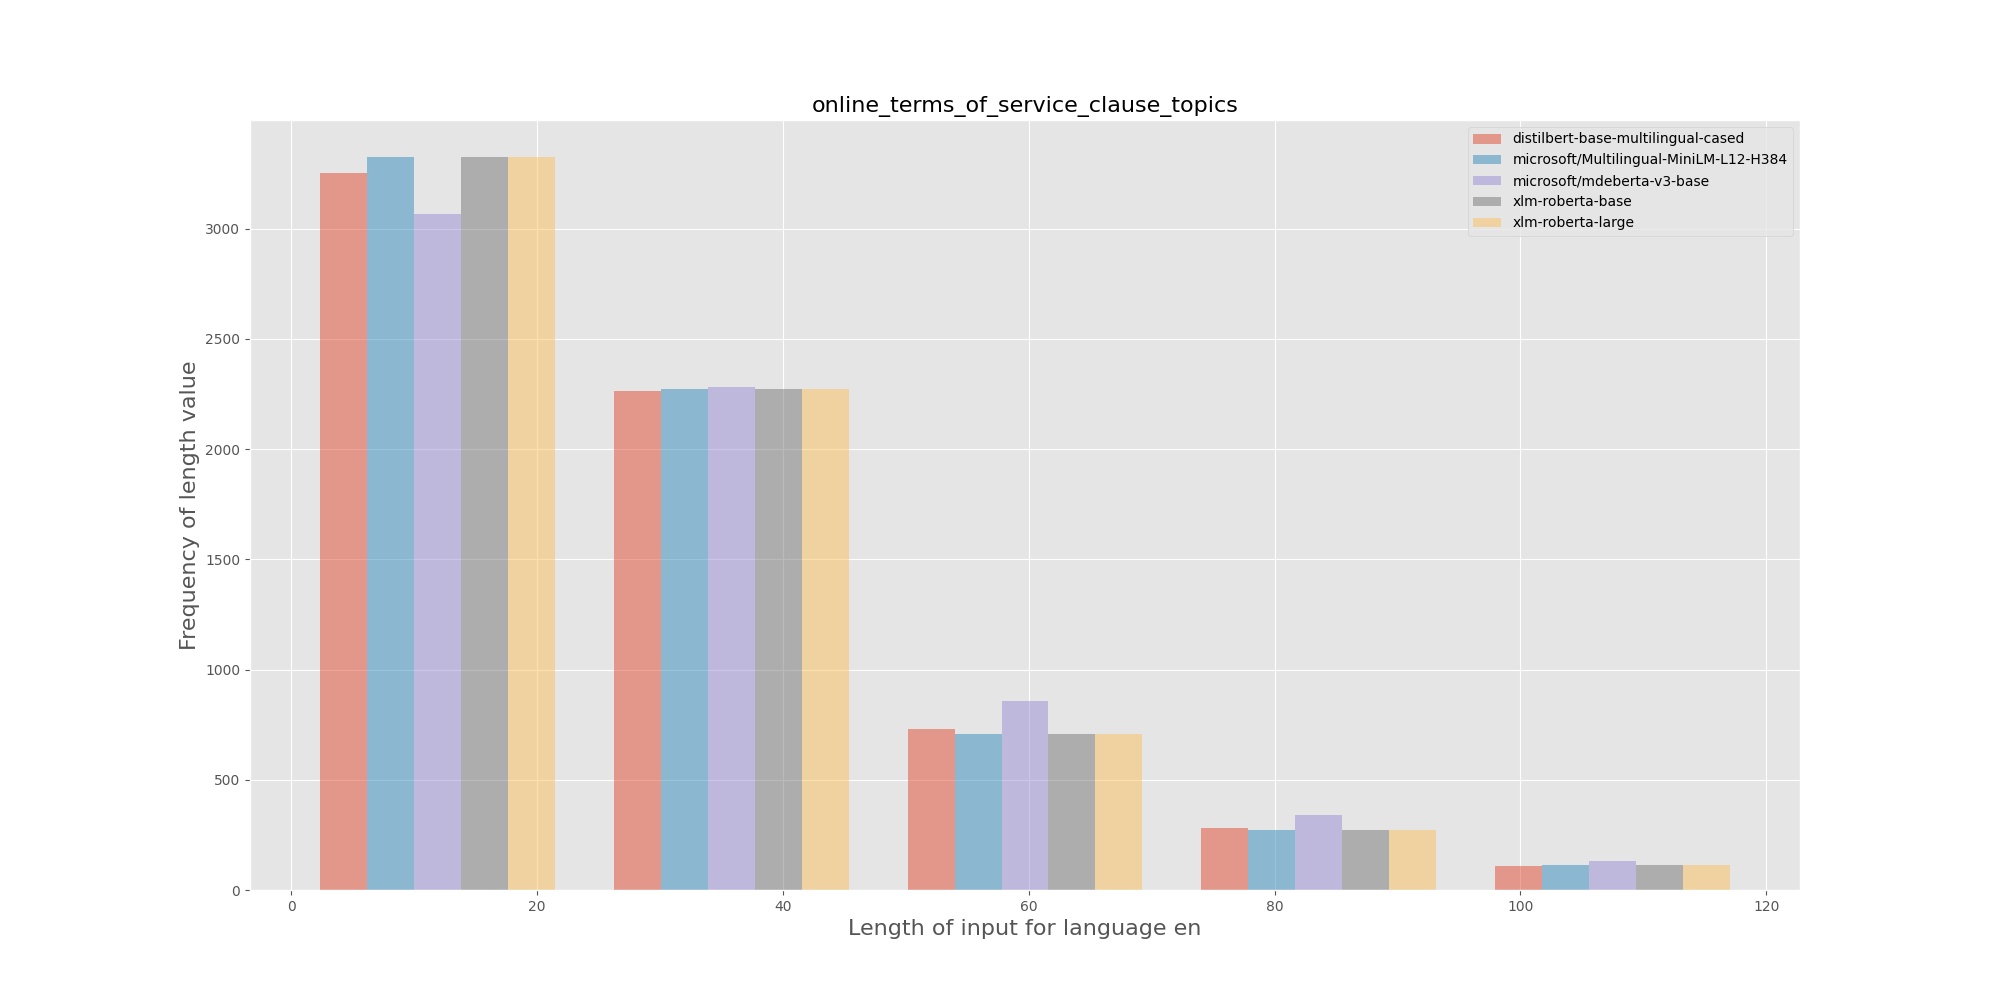 online_terms_of_service_clause_topics
distilbert-base-multilingual-cased
microsoft/Multilingual-MiniLM-L12-H384
microsoft/mdeberta-v3-base
xlm-roberta-base
xlm-roberta-large
Frequency of length value
3000
2500
2000
1500
1000
500
0
0 20 40 60 80 100 120
Length of input for language en